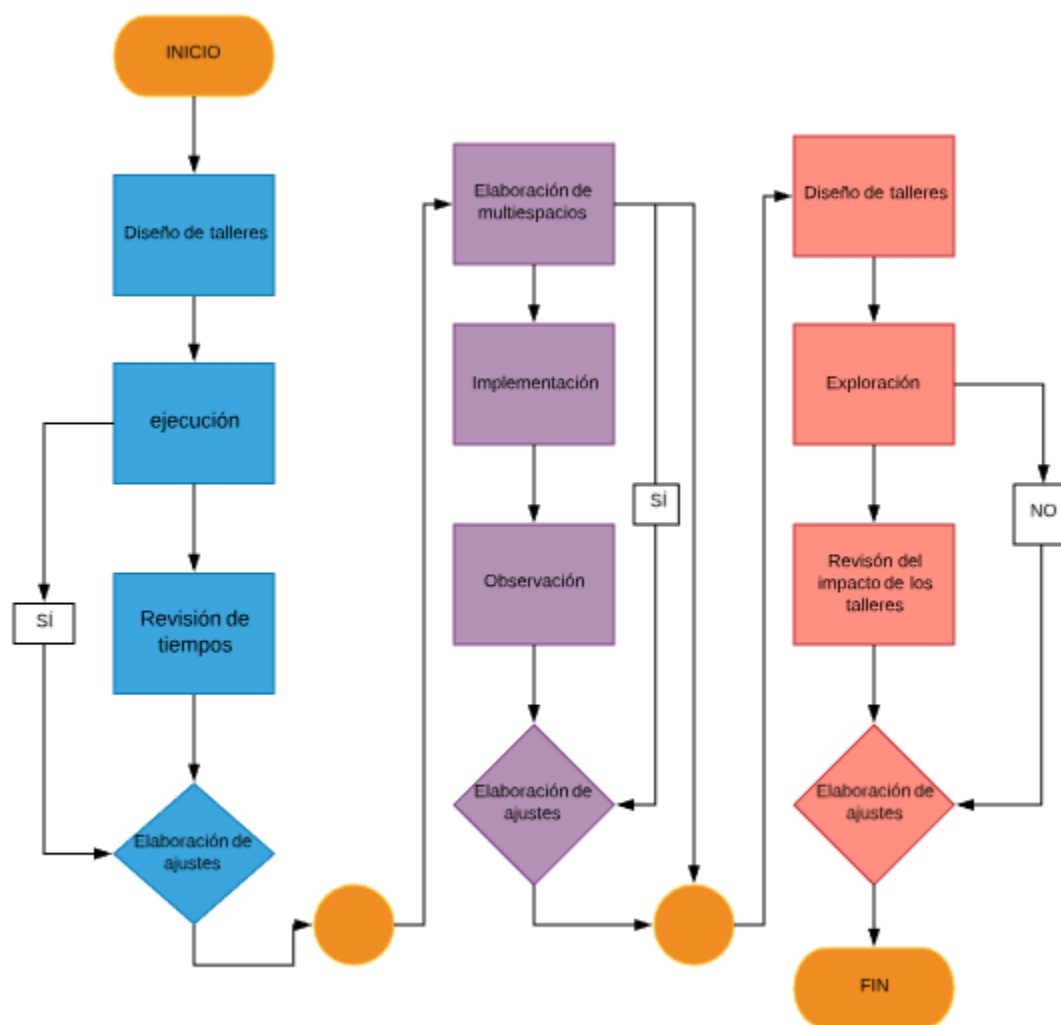 INICIO
Diseño de talleres
ejecución
SÍ
Revisión de
tiempos
Elaboración de
ajustes
Elaboración de
multiespacios
Implementación
SÍ
Observación
Elaboración de
ajustes
Diseño de talleres
Exploración
NO
Revisón del
impacto de los
talleres
Elaboración de
ajustes
FIN